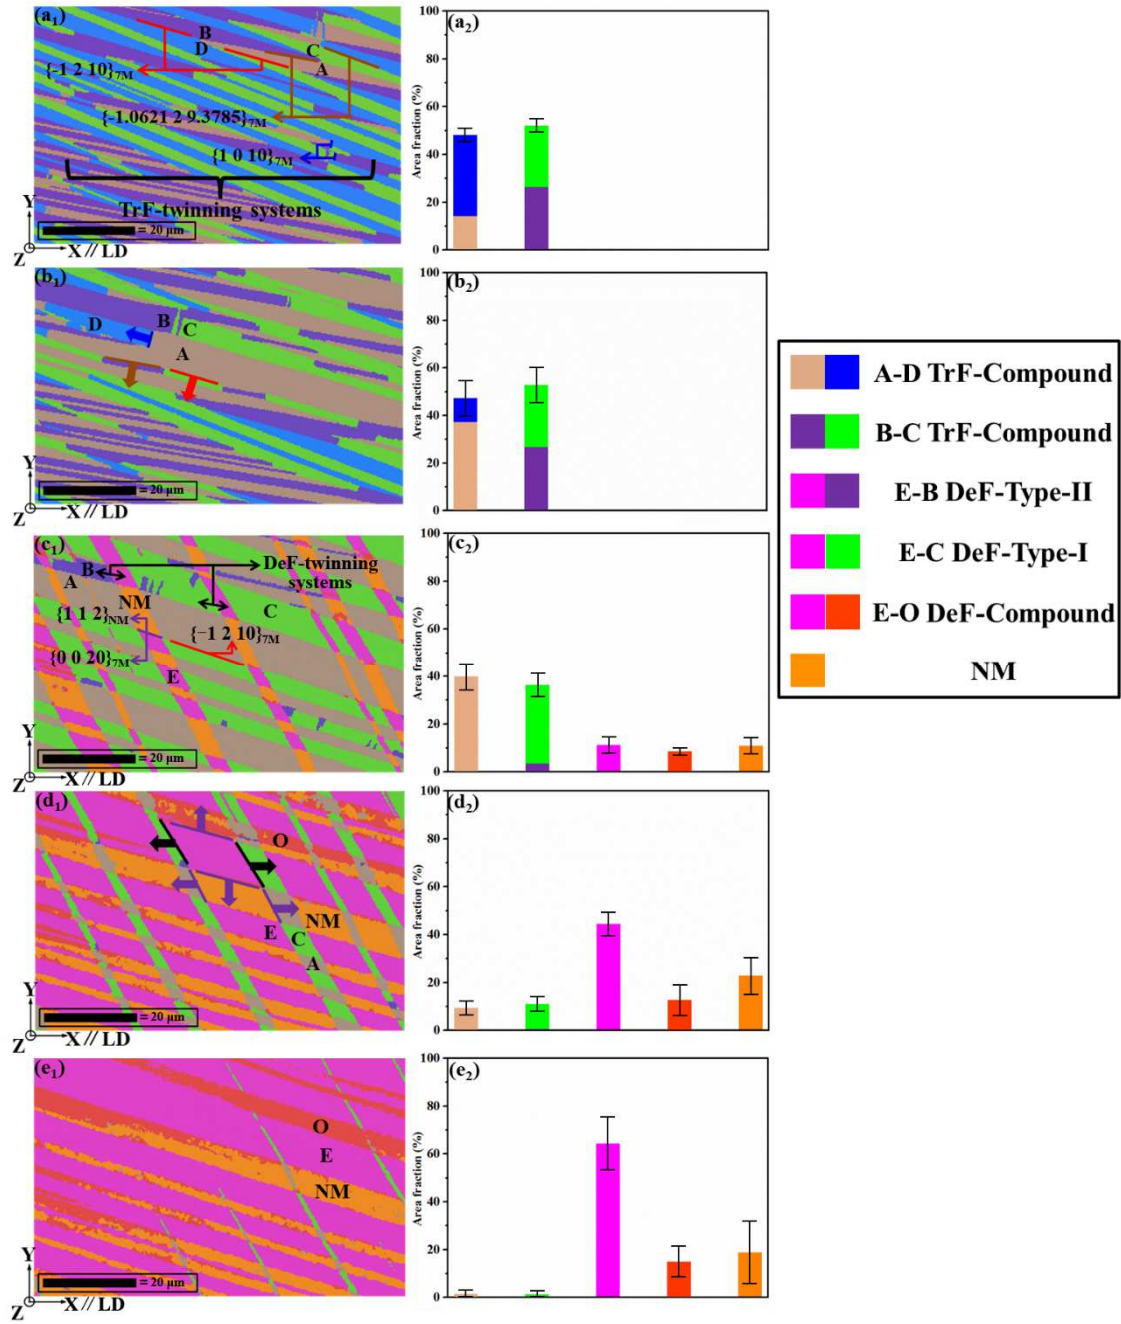 (a₁)
B
D
C
A
{-1 2 10}₇M
{-1.0621 2 9.3785}₇M
{1 0 10}₇M
TrF-twinning systems
= 20 μm
Y
Z
X // LD
(a₂)
Area fraction (%)
100
80
60
40
20
0
(b₁)
D
B
C
A
= 20 μm
Y
Z
X // LD
(b₂)
Area fraction (%)
100
80
60
40
20
0
A-D TrF-Compound
B-C TrF-Compound
E-B DeF-Type-II
E-C DeF-Type-I
E-O DeF-Compound
NM
(c₁)
B
A
DeF-twinning
systems
NM
C
{1 1 2}NM
{−1 2 10}₇M
{0 0 20}₇M
E
= 20 μm
Y
Z
X // LD
(c₂)
Area fraction (%)
100
80
60
40
20
0
(d₁)
O
NM
E
C
A
= 20 μm
Y
Z
X // LD
(d₂)
Area fraction (%)
100
80
60
40
20
0
(e₁)
O
E
NM
= 20 μm
Y
Z
X // LD
(e₂)
Area fraction (%)
100
80
60
40
20
0